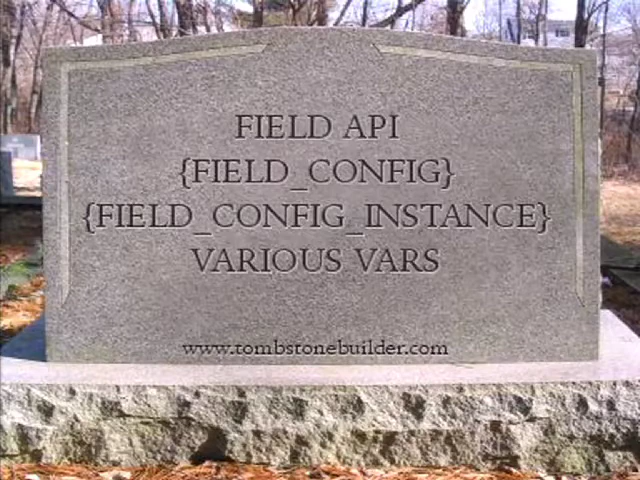 FIELD API
{FIELD_CONFIG}
{FIELD_CONFIG_INSTANCE}
VARIOUS VARS
www.tombstonebuilder.com